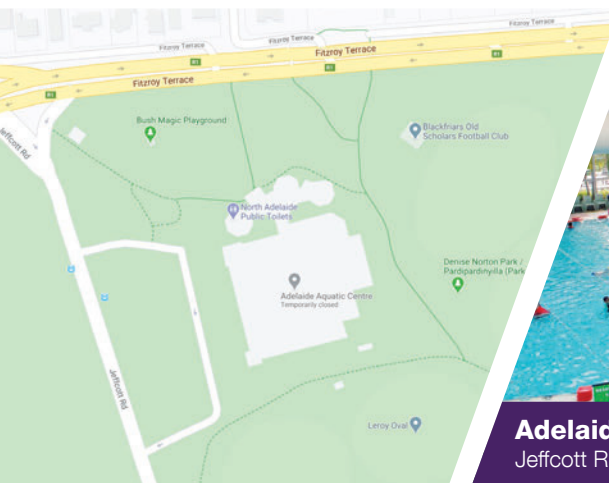 Fitzroy Terrace
Fitzroy Terrace
Fitzroy Terrace
Fitzroy Terrace
R1
R1
Fitzroy Terrace
R1
R1
Jeffcott Rd
Bush Magic Playground
Blackfriars Old
Scholars Football Club
North Adelaide
Public Toilets
Denise Norton Park /
Pardipardinyilla (Park
Adelaide Aquatic Centre
Temporarily closed
Jeffcott Rd
Leroy Oval
Adelaid
Jeffcott R